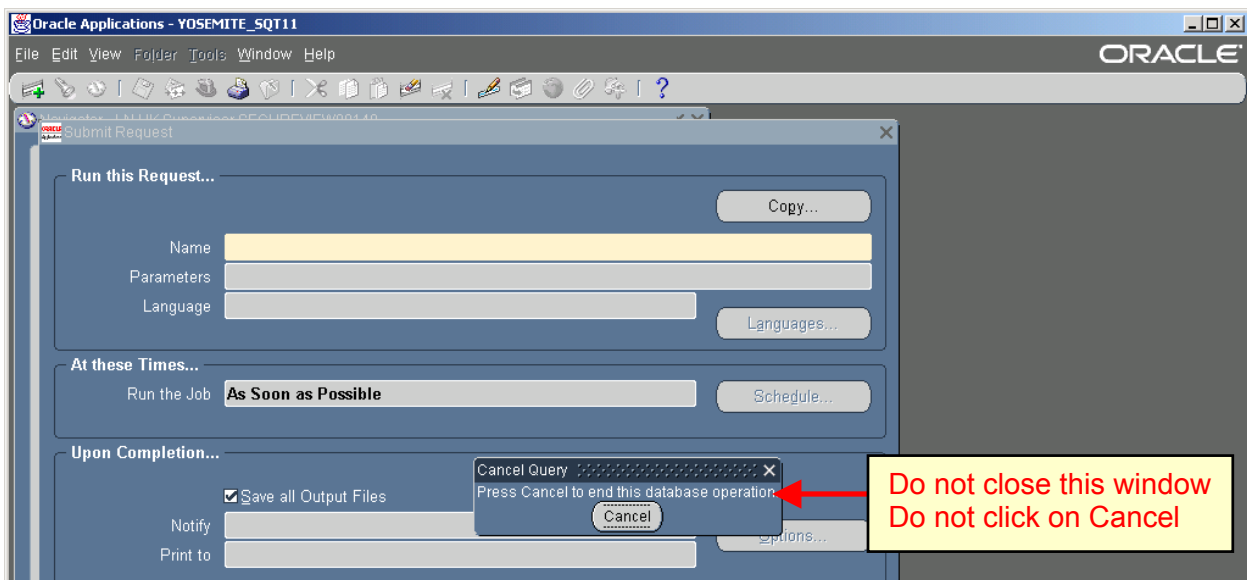 Oracle Applications - YOSEMITE_SQT11
File Edit View Folder Tools Window Help
ORACLE
Submit Request
Run this Request...
Copy...
Name
Parameters
Language
Languages...
At these Times...
Run the Job As Soon as Possible
Schedule...
Upon Completion...
Cancel Query
Save all Output Files
Press Cancel to end this database operation
Do not close this window
Cancel
Do not click on Cancel
Notify
Options...
Print to